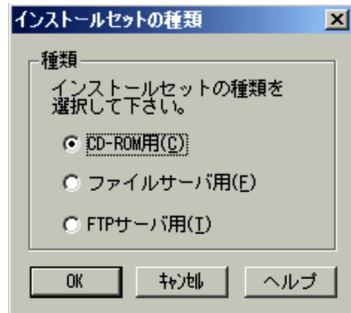 インストールセットの種類
種類
インストールセットの種類を
選択して下さい。
CD-ROM用(C)
ファイルサーバ用(F)
FTPサーバ用(T)
OK
ｷｬﾝｾﾙ
ヘルプ